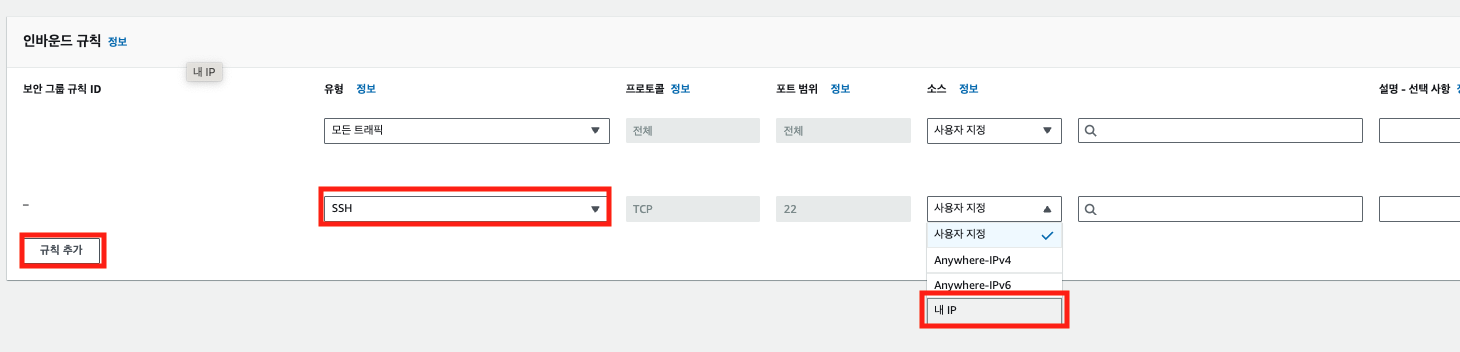 인바운드 규칙 정보
내 IP
보안 그룹 규칙 ID 유형 정보 프로토콜 정보 포트 범위 정보 소스 정보 설명 - 선택 사항
모든 트래픽 전체 전체 사용자 지정
– SSH TCP 22 사용자 지정
사용자 지정
규칙 추가
Anywhere-IPv4
Anywhere-IPv6
내 IP